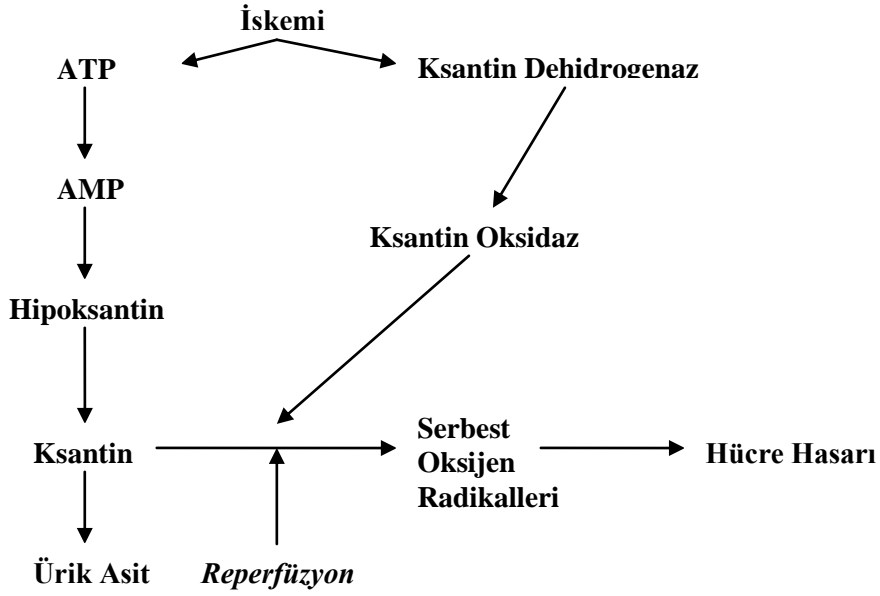 İskemi
ATP
Ksantin Dehidrogenaz
AMP
Ksantin Oksidaz
Hipoksantin
Ksantin
Serbest
Oksijen
Radikalleri
Hücre Hasarı
Ürik Asit
Reperfüzyon